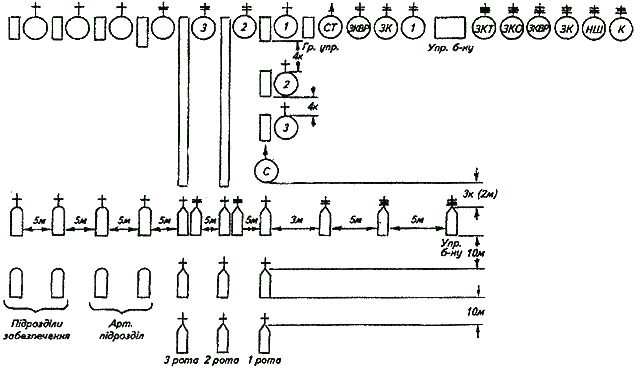 3 2 1 Гр. упр. СТ ЗКВР ЗК 1 Упр. б-ну ЗКТ ЗКО ЗКВР ЗК НШ К
4к
2
4к
3
С
3к (2м)
5м 5м 5м 5м 5м 5м 3м 5м 5м
Упр.
б-ну 10м
10м
Підрозділи
забезпечення
Арт.
підрозділ
3 рота 2 рота 1 рота